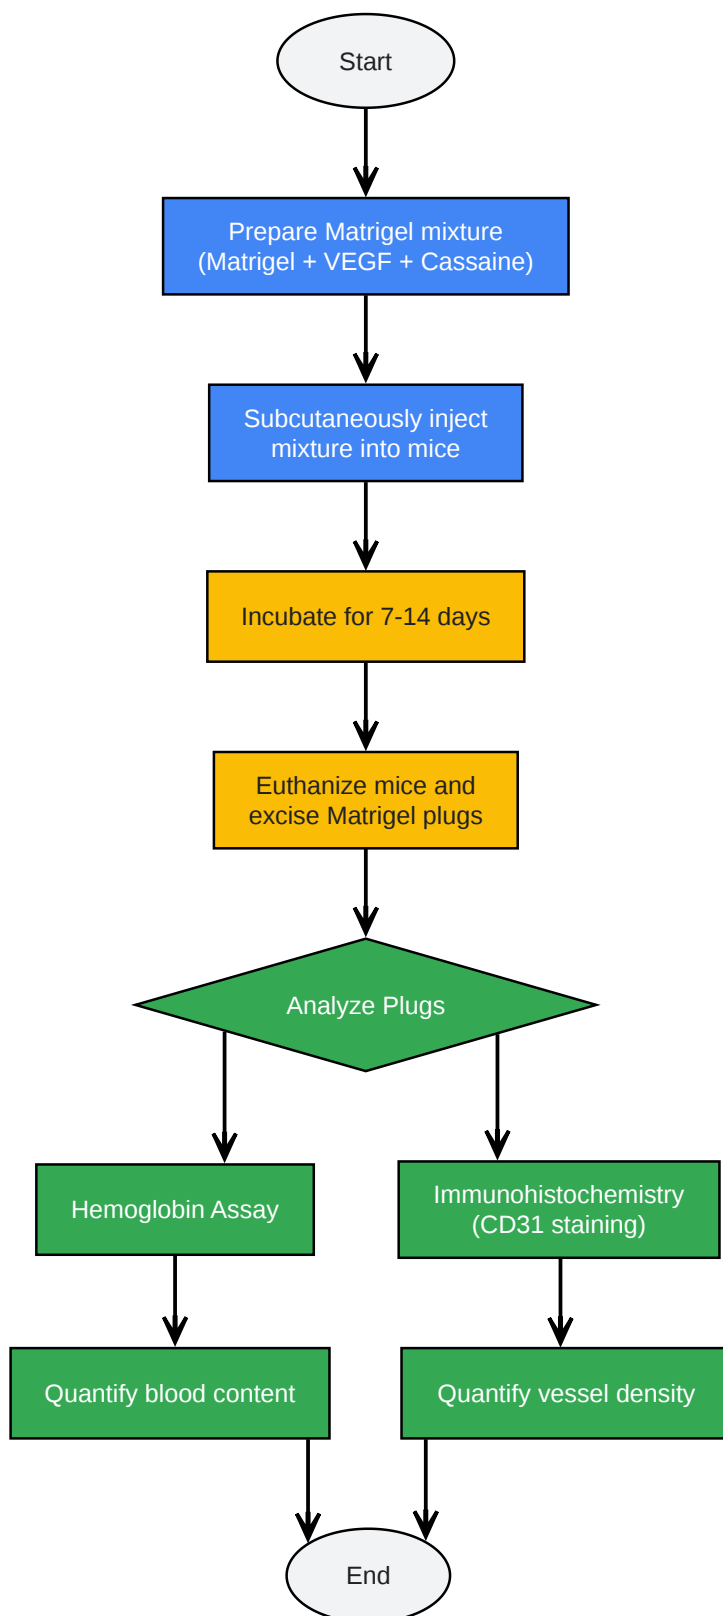 Start
Prepare Matrigel mixture
(Matrigel + VEGF + Cassaine)
Subcutaneously inject
mixture into mice
Incubate for 7-14 days
Euthanize mice and
excise Matrigel plugs
Analyze Plugs
Hemoglobin Assay
Immunohistochemistry
(CD31 staining)
Quantify blood content
Quantify vessel density
End